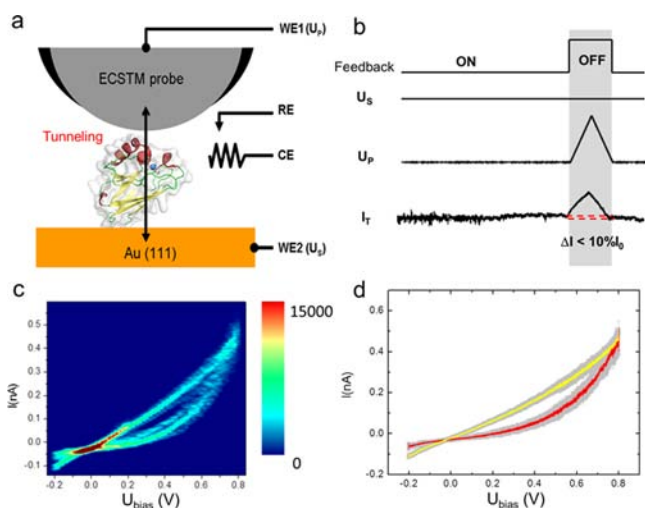 a
WE1(U_P)
ECSTM probe
RE
Tunneling
CE
Au (111)
WE2(U_S)
b
Feedback
ON
OFF
U_S
U_P
I_T
ΔI < 10%I_0
c
15000
0
I(nA)
0.5
0.4
0.3
0.2
0.1
0.0
-0.1
-0.2 0.0 0.2 0.4 0.6 0.8
U_bias (V)
d
I(nA)
0.6
0.4
0.2
0.0
0.2
-0.2 0.0 0.2 0.4 0.6 0.8
U_bias (V)